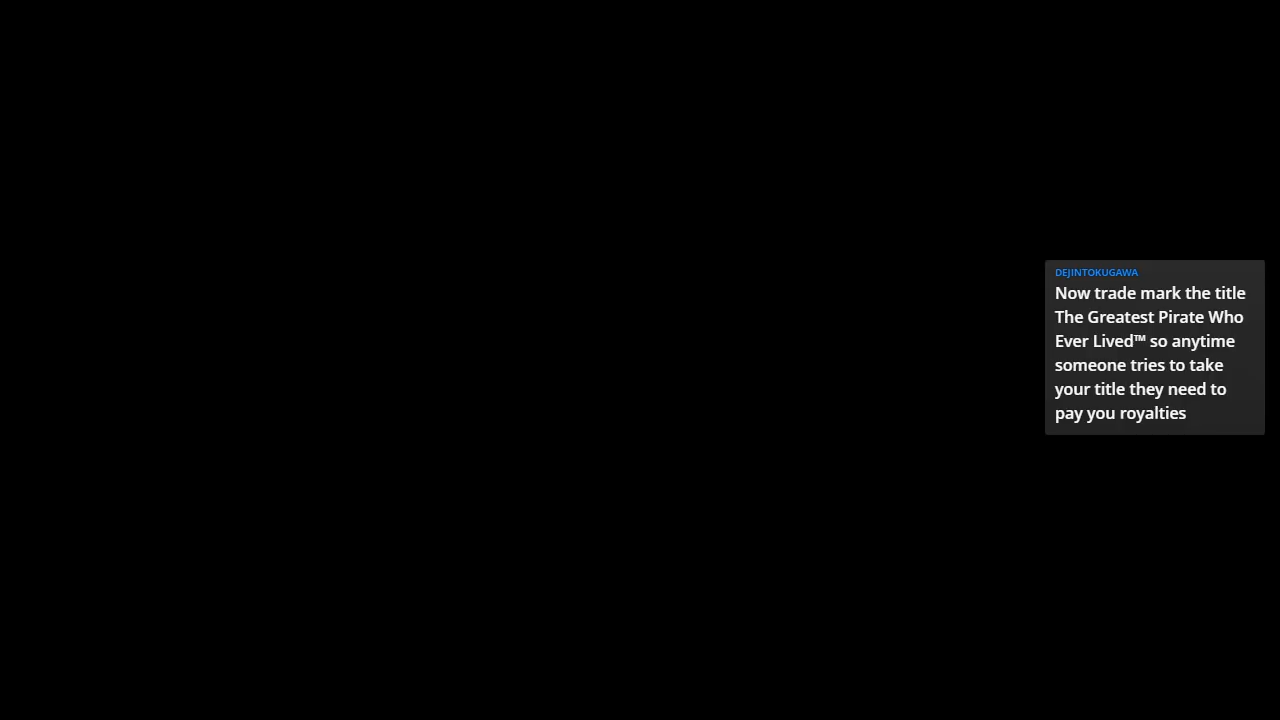 DEJINTOKUGAWA
Now trade mark the title
The Greatest Pirate Who
Ever Lived™ so anytime
someone tries to take
your title they need to
pay you royalties